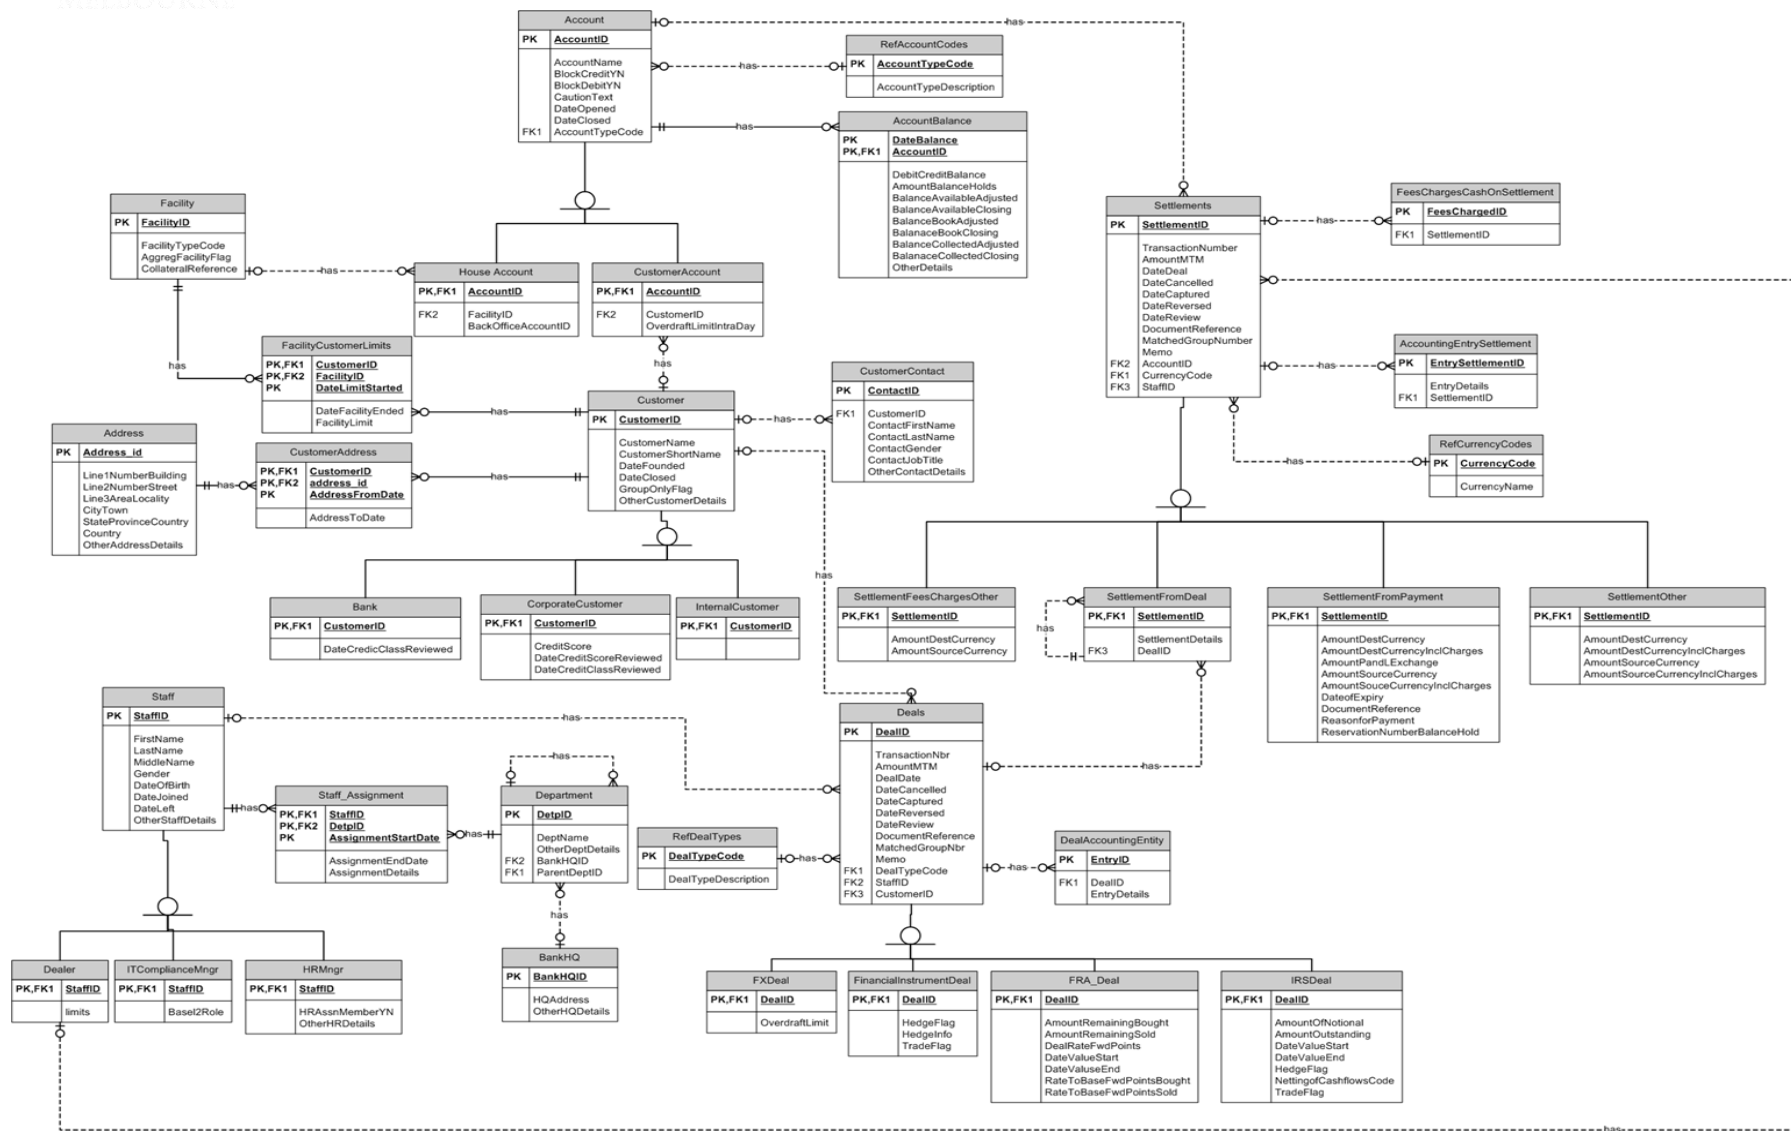 Account
PK AccountID
AccountName
BlockCreditYN
BlockDebitYN
CautionText
DateOpened
DateClosed
FK1 AccountTypeCode
has
RefAccountCodes
PK AccountTypeCode
AccountTypeDescription
has
AccountBalance
PK DateBalance
PK,FK1 AccountID
DebitCreditBalance
AmountBalanceHolds
BalanceAvailableAdjusted
BalanceAvailableClosing
BalanceBookAdjusted
BalanaceBookClosing
BalanaceCollectedAdjusted
BalanaceCollectedClosing
OtherDetails
has
Facility
PK FacilityID
FacilityTypeCode
AggregFacilityFlag
CollateralReference
has
House Account
PK,FK1 AccountID
FK2 FacilityID
BackOfficeAccountID
CustomerAccount
PK,FK1 AccountID
FK2 CustomerID
OverdraftLimitIntraDay
Settlements
PK SettlementID
TransactionNumber
AmountMTM
DateDeal
DateCancelled
DateCaptured
DateReversed
DateReview
DocumentReference
MatchedGroupNumber
Memo
FK2 AccountID
FK1 CurrencyCode
FK3 StaffID
has
FeesChargesCashOnSettlement
PK FeesChargedID
FK1 SettlementID
has
AccountingEntrySettlement
PK EntrySettlementID
EntryDetails
FK1 SettlementID
has
RefCurrencyCodes
PK CurrencyCode
CurrencyName
has
FacilityCustomerLimits
PK,FK1 CustomerID
PK,FK2 FacilityID
PK DateLimitStarted
DateFacilityEnded
FacilityLimit
has
has
Customer
PK CustomerID
CustomerName
CustomerShortName
DateFounded
DateClosed
GroupOnlyFlag
OtherCustomerDetails
has
CustomerContact
PK ContactID
FK1 CustomerID
ContactFirstName
ContactLastName
ContactGender
ContactJobTitle
OtherContactDetails
Address
PK Address_id
Line1NumberBuilding
Line2NumberStreet
Line3AreaLocality
CityTown
StateProvinceCountry
Country
OtherAddressDetails
has
CustomerAddress
PK,FK1 CustomerID
PK,FK2 address_id
PK AddressFromDate
AddressToDate
has
has
Bank
PK,FK1 CustomerID
DateCredicClassReviewed
CorporateCustomer
PK,FK1 CustomerID
CreditScore
DateCreditScoreReviewed
DateCreditClassReviewed
InternalCustomer
PK,FK1 CustomerID
SettlementFeesChargesOther
PK,FK1 SettlementID
AmountDestCurrency
AmountSourceCurrency
has
SettlementFromDeal
PK,FK1 SettlementID
SettlementDetails
FK3 DealID
SettlementFromPayment
PK,FK1 SettlementID
AmountDestCurrency
AmountDestCurrencyInclCharges
AmountPandLExchange
AmountSourceCurrency
AmountSouceCurrencyInclCharges
DateofExpiry
DocumentReference
ReasonforPayment
ReservationNumberBalanceHold
SettlementOther
PK,FK1 SettlementID
AmountDestCurrency
AmountDestCurrencyInclCharges
AmountSourceCurrency
AmountSourceCurrencyInclCharges
Staff
PK StaffID
FirstName
LastName
MiddleName
Gender
DateOfBirth
DateJoined
DateLeft
OtherStaffDetails
has
has
Staff_Assignment
PK,FK1 StaffID
PK,FK2 DetpID
PK AssignmentStartDate
AssignmentEndDate
AssignmentDetails
has
has
Department
PK DetpID
DeptName
OtherDeptDetails
FK2 BankHQID
FK1 ParentDeptID
has
BankHQ
PK BankHQID
HQAddress
OtherHQDetails
RefDealTypes
PK DealTypeCode
DealTypeDescription
has
Deals
PK DealID
TransactionNbr
AmountMTM
DealDate
DateCancelled
DateCaptured
DateReversed
DateReview
DocumentReference
MatchedGroupNbr
Memo
FK1 DealTypeCode
FK2 StaffID
FK3 CustomerID
has
has
DealAccountingEntity
PK EntryID
FK1 DealID
EntryDetails
Dealer
PK,FK1 StaffID
limits
ITComplianceMngr
PK,FK1 StaffID
Basel2Role
HRMngr
PK,FK1 StaffID
HRAssnMemberYN
OtherHRDetails
FXDeal
PK,FK1 DealID
OverdraftLimit
FinancialInstrumentDeal
PK,FK1 DealID
HedgeFlag
HedgeInfo
TradeFlag
FRA_Deal
PK,FK1 DealID
AmountRemainingBought
AmountRemainingSold
DealRateFwdPoints
DateValueStart
DateValuseEnd
RateToBaseFwdPointsBought
RateToBaseFwdPointsSold
IRSDeal
PK,FK1 DealID
AmountOfNotional
AmountOutstanding
DateValueStart
DateValueEnd
HedgeFlag
NettingofCashflowsCode
TradeFlag
has